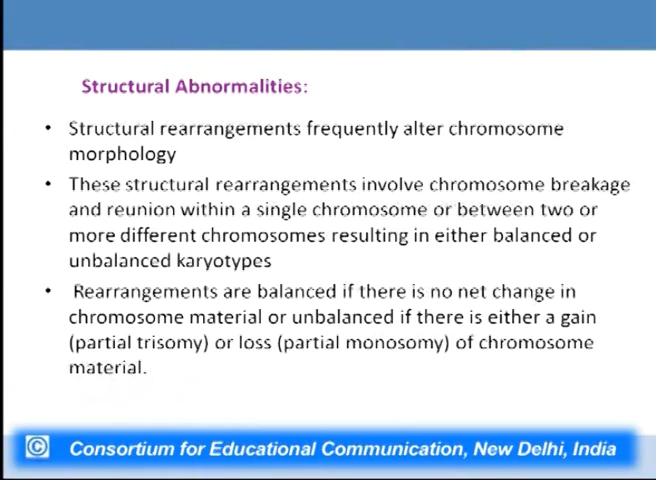 Structural Abnormalities:
• Structural rearrangements frequently alter chromosome
morphology
• These structural rearrangements involve chromosome breakage
and reunion within a single chromosome or between two or
more different chromosomes resulting in either balanced or
unbalanced karyotypes
• Rearrangements are balanced if there is no net change in
chromosome material or unbalanced if there is either a gain
(partial trisomy) or loss (partial monosomy) of chromosome
material.
© Consortium for Educational Communication, New Delhi, India